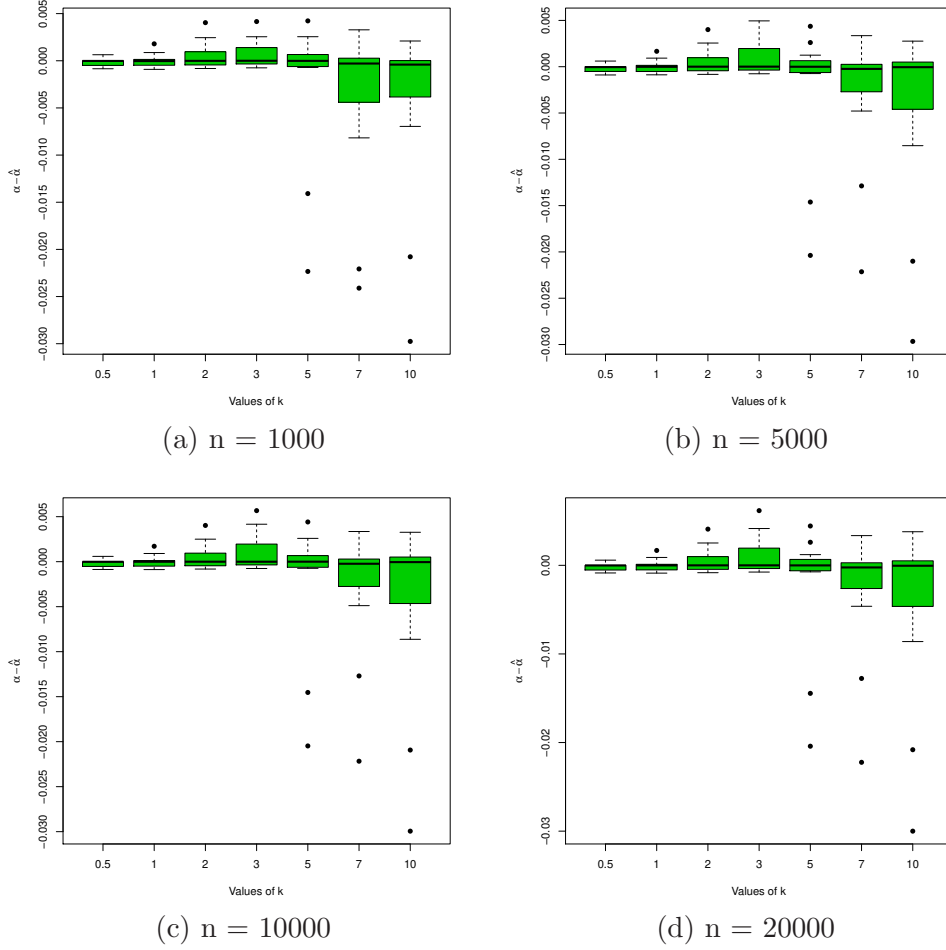 0.005
0.000
−0.005
−0.010
−0.015
−0.020
−0.025
−0.030
α − α̂
0.5 1 2 3 5 7 10
Values of k
(a) n = 1000
0.005
0.000
−0.005
−0.010
−0.015
−0.020
−0.025
−0.030
α − α̂
0.5 1 2 3 5 7 10
Values of k
(b) n = 5000
0.005
0.000
−0.005
−0.010
−0.015
−0.020
−0.025
−0.030
α − α̂
0.5 1 2 3 5 7 10
Values of k
(c) n = 10000
0.00
−0.01
−0.02
−0.03
α − α̂
0.5 1 2 3 5 7 10
Values of k
(d) n = 20000